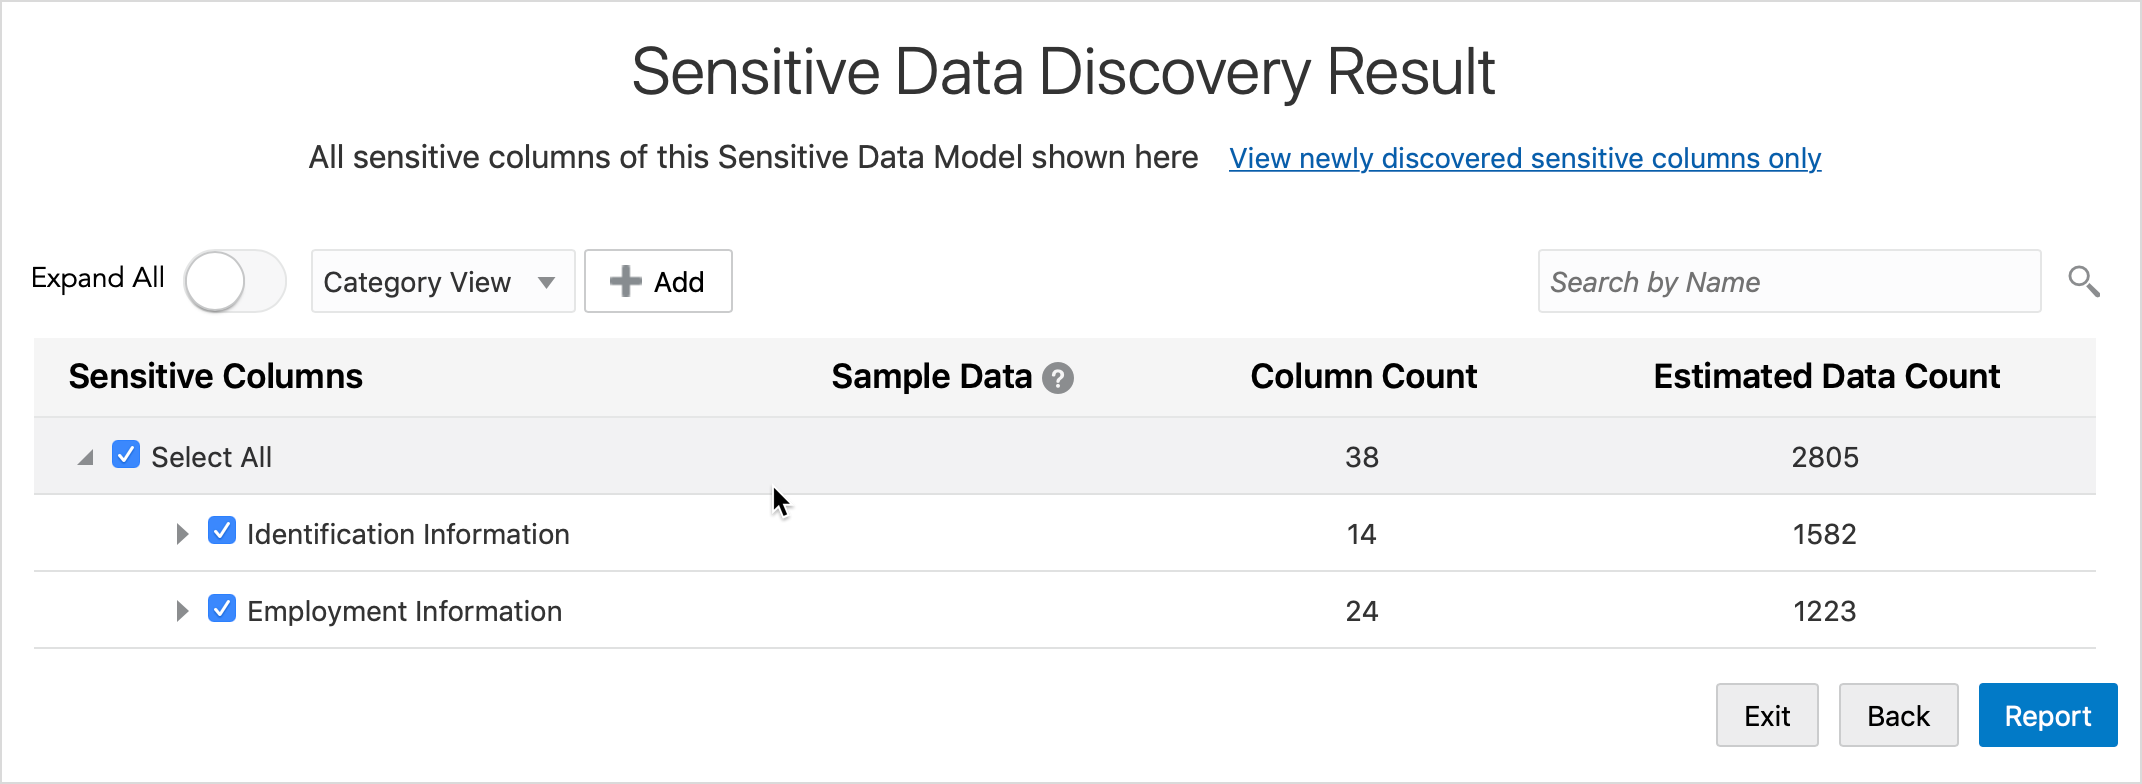 Sensitive Data Discovery Result
All sensitive columns of this Sensitive Data Model shown here View newly discovered sensitive columns only
Expand All Category View Add Search by Name
Sensitive Columns Sample Data ? Column Count Estimated Data Count
Select All 38 2805
Identification Information 14 1582
Employment Information 24 1223
Exit Back Report